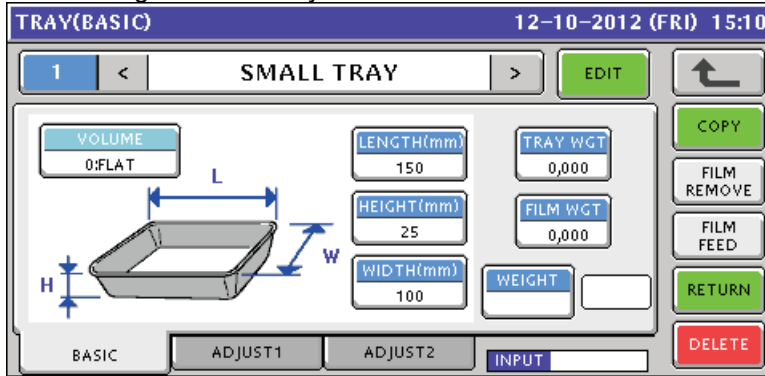 TRAY(BASIC) 12-10-2012 (FRI) 15:10
1 < SMALL TRAY > EDIT
VOLUME
0:FLAT
L
W
H
LENGTH(mm)
150
HEIGHT(mm)
25
WIDTH(mm)
100
TRAY WGT
0,000
FILM WGT
0,000
WEIGHT
COPY
FILM
REMOVE
FILM
FEED
RETURN
DELETE
BASIC ADJUST1 ADJUST2 INPUT